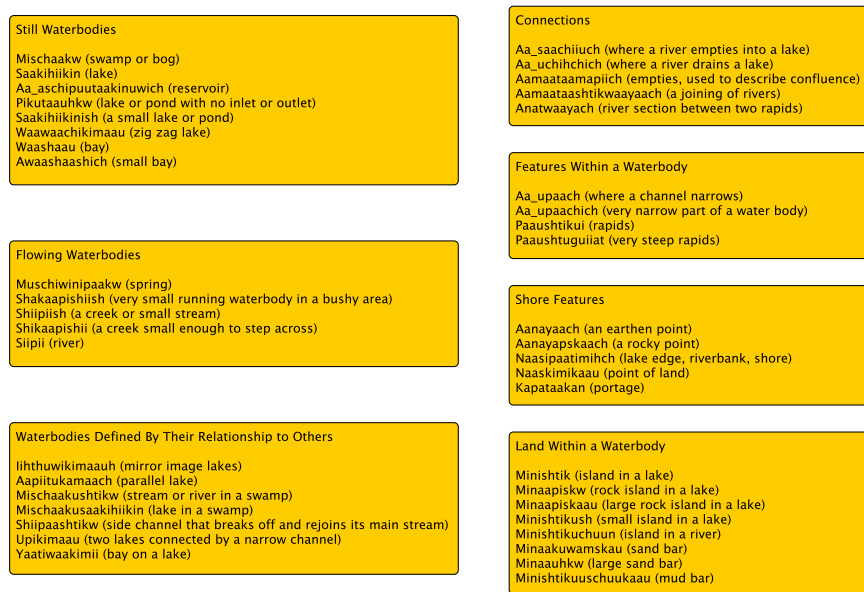 Still Waterbodies
Mischaakw (swamp or bog)
Saakihiikin (lake)
Aa_aschipuutaakinuwich (reservoir)
Pikutaauhkw (lake or pond with no inlet or outlet)
Saakihiikinish (a small lake or pond)
Waawaachikimaau (zig zag lake)
Waashaau (bay)
Awaashaashich (small bay)
Flowing Waterbodies
Muschiwinipaakw (spring)
Shakaapishiish (very small running waterbody in a bushy area)
Shiipiish (a creek or small stream)
Shikaapishii (a creek small enough to step across)
Siipii (river)
Waterbodies Defined By Their Relationship to Others
Iihthuwikimaauh (mirror image lakes)
Aapiitukamaach (parallel lake)
Mischaakushtikw (stream or river in a swamp)
Mischaakusaakihiikin (lake in a swamp)
Shiipaashtikw (side channel that breaks off and rejoins its main stream)
Upikimaau (two lakes connected by a narrow channel)
Yaatiwaakimii (bay on a lake)
Connections
Aa_saachiiuch (where a river empties into a lake)
Aa_uchihchich (where a river drains a lake)
Aamaataamapiich (empties, used to describe confluence)
Aamaataashtikwaayaach (a joining of rivers)
Anatwaayach (river section between two rapids)
Features Within a Waterbody
Aa_upaach (where a channel narrows)
Aa_upaachich (very narrow part of a water body)
Paaushtikui (rapids)
Paaushtuguiiat (very steep rapids)
Shore Features
Aanayaach (an earthen point)
Aanayapskaach (a rocky point)
Naasipaatimihch (lake edge, riverbank, shore)
Naaskimikaau (point of land)
Kapataakan (portage)
Land Within a Waterbody
Minishtik (island in a lake)
Minaapiskw (rock island in a lake)
Minaapiskaau (large rock island in a lake)
Minishtikush (small island in a lake)
Minishtikuchuun (island in a river)
Minaakuwamskau (sand bar)
Minaauhkw (large sand bar)
Minishtikuuschuukaau (mud bar)